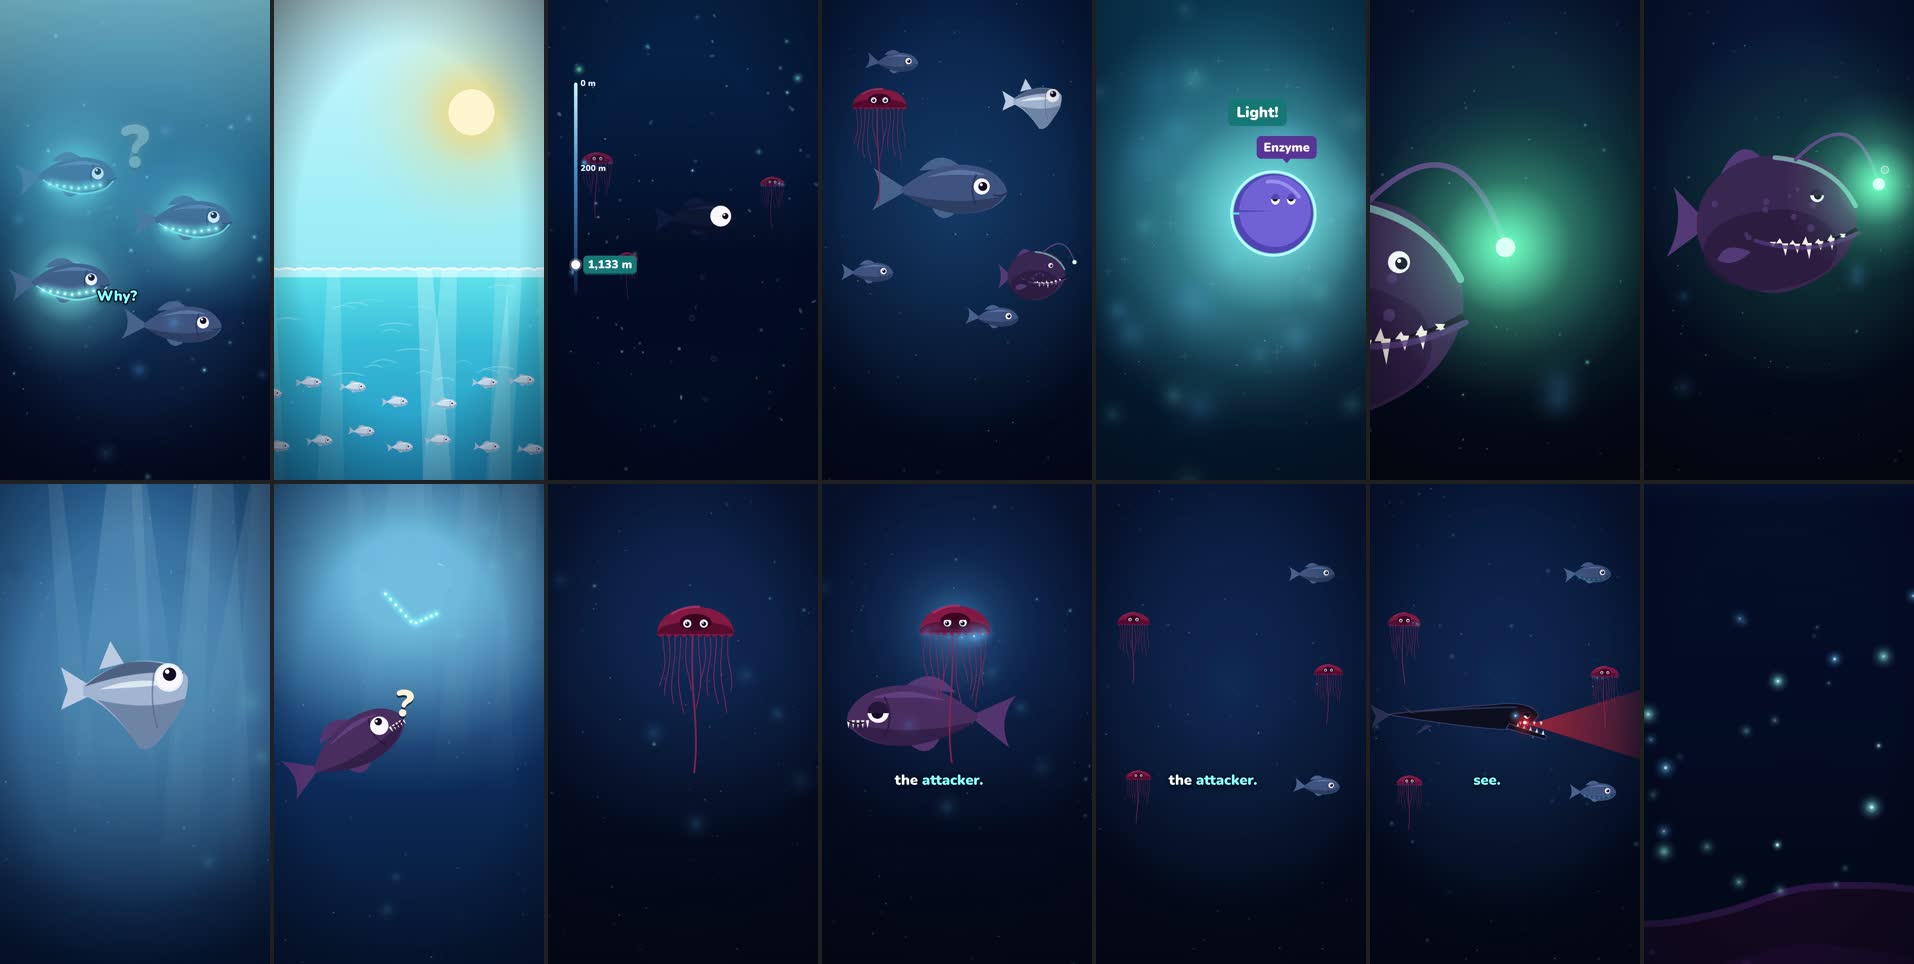 ?
Why?
0 m
200 m
1,133 m
Light!
Enzyme
?
the attacker.
the attacker.
see.